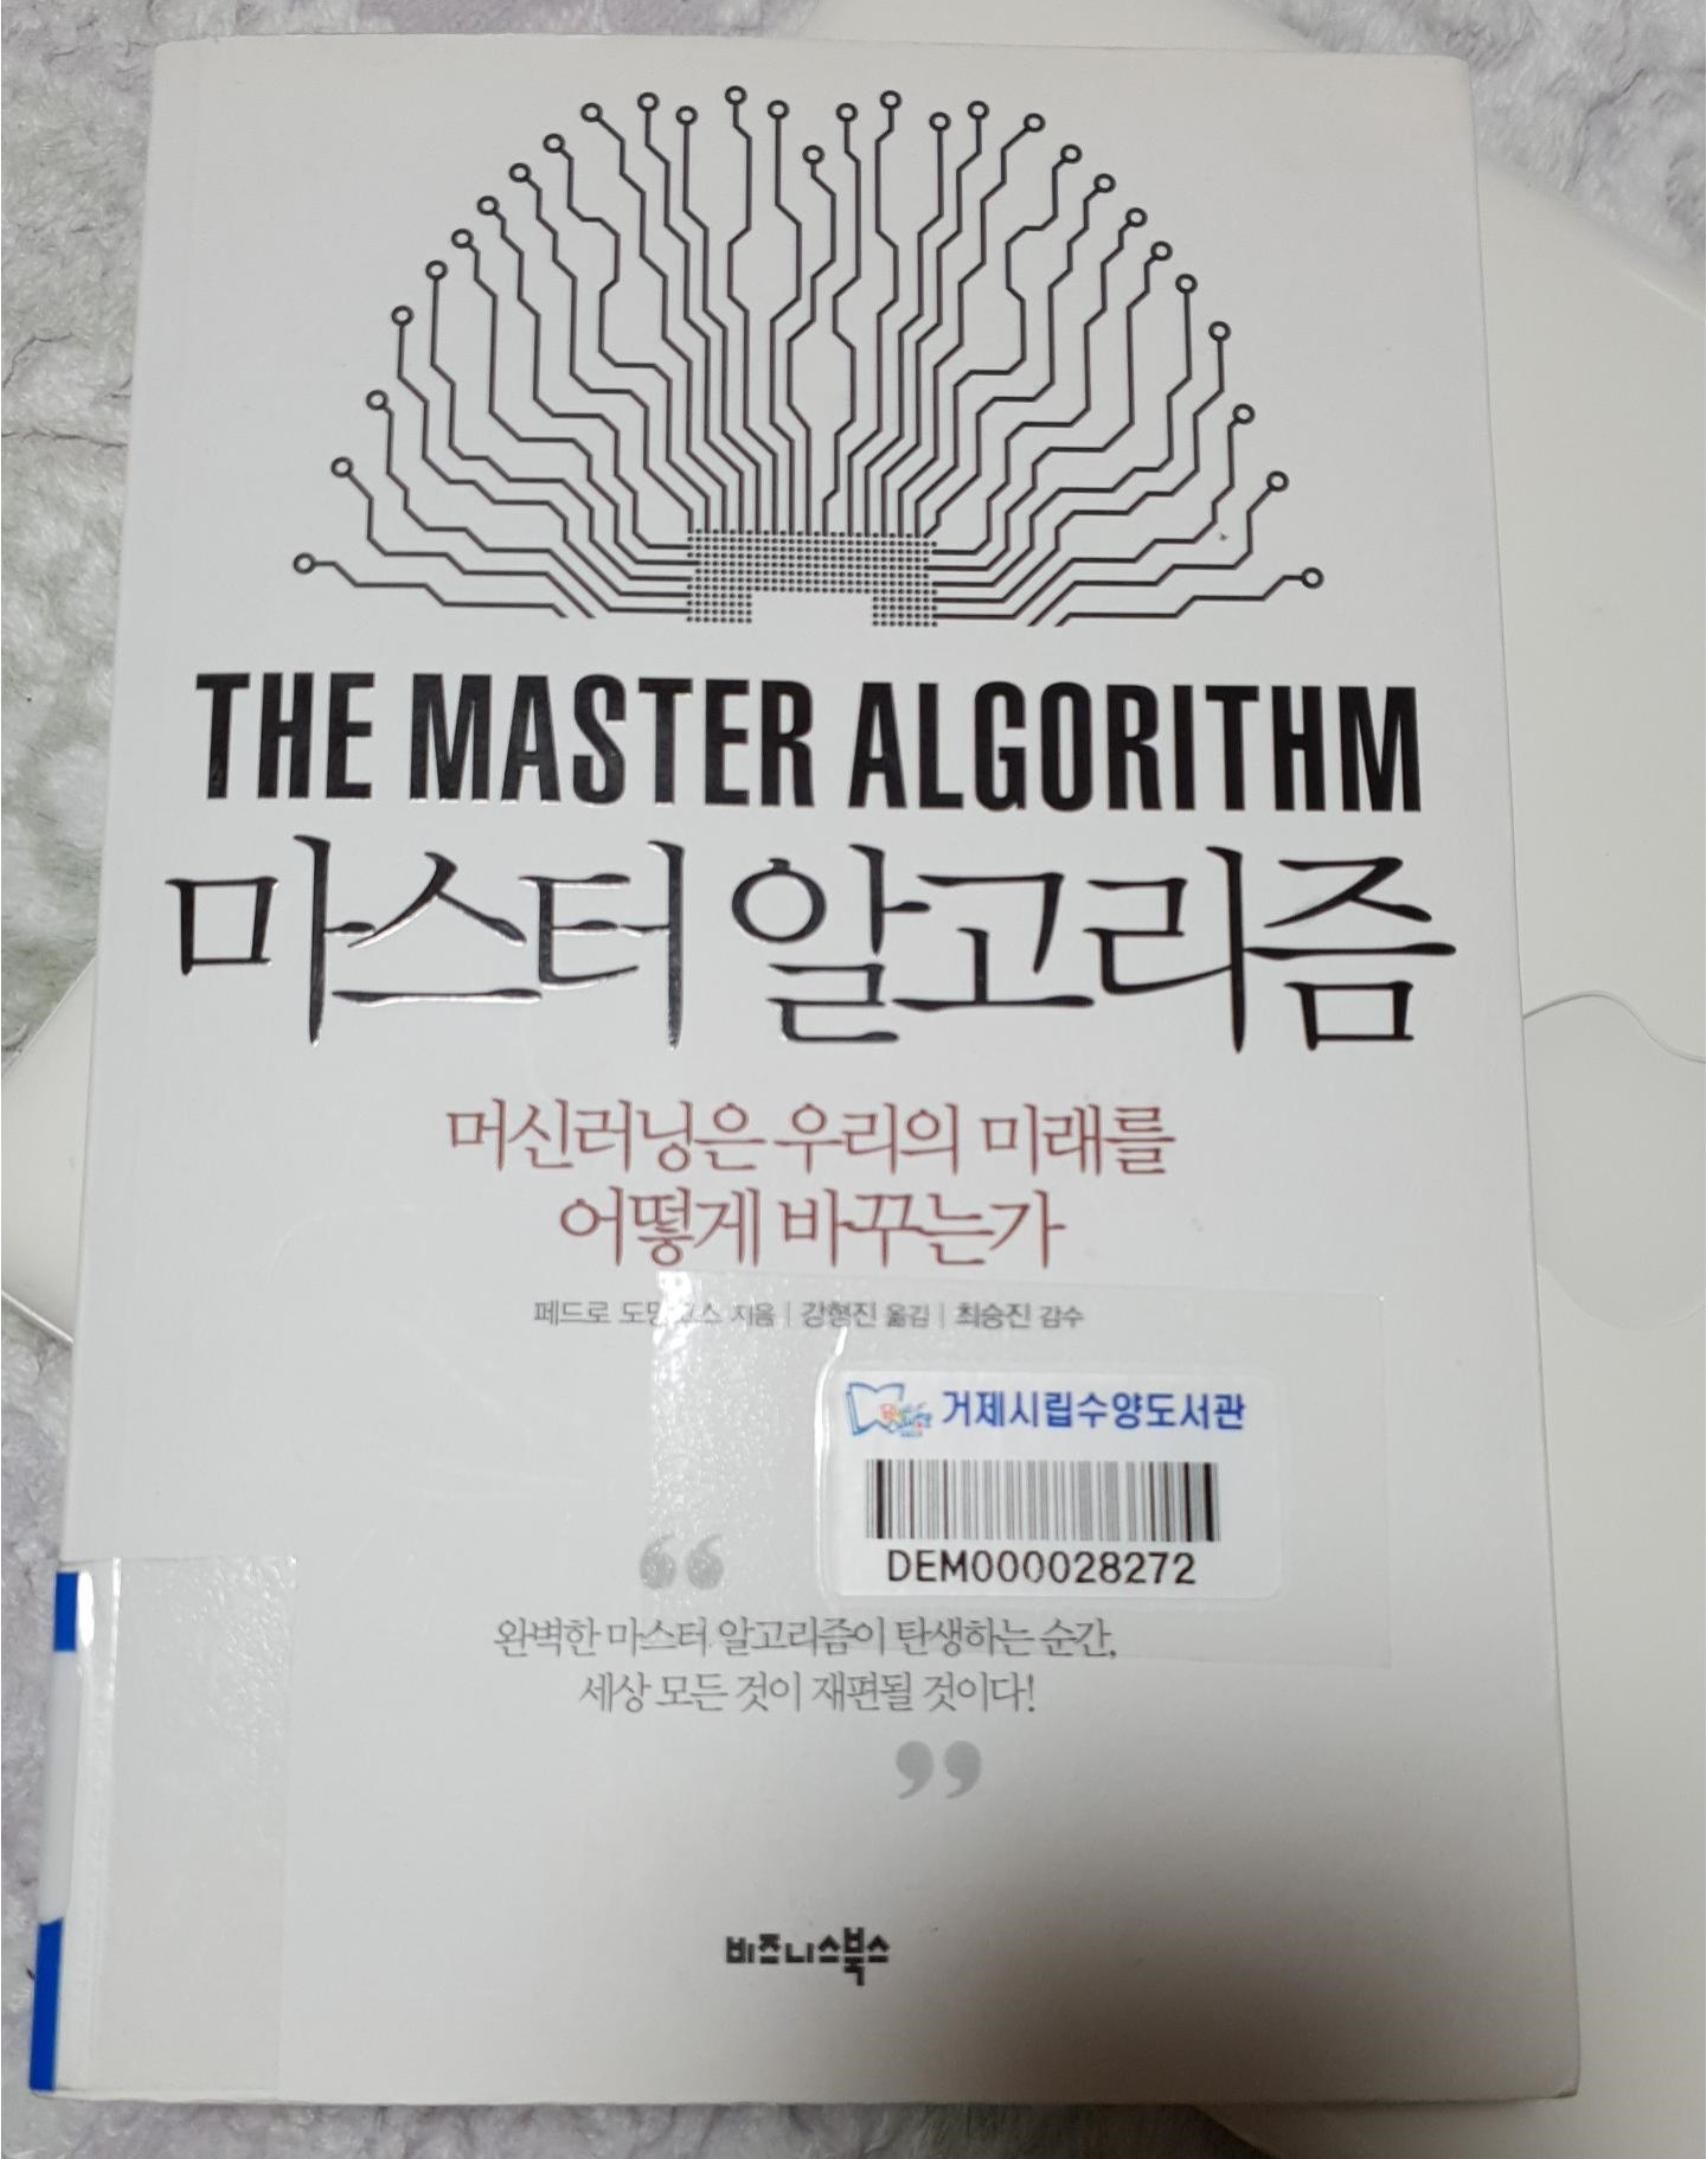 THE MASTER ALGORITHM
마스터 알고리즘
머신러닝은 우리의 미래를
어떻게 바꾸는가
페드로 지음 | 강형진 옮김 | 최승진 감수
거제시립수양도서관
DEM000028272
“
완벽한 마스터 알고리즘이 탄생하는 순간,
세상 모든 것이 재편될 것이다!
”
비즈니스북스